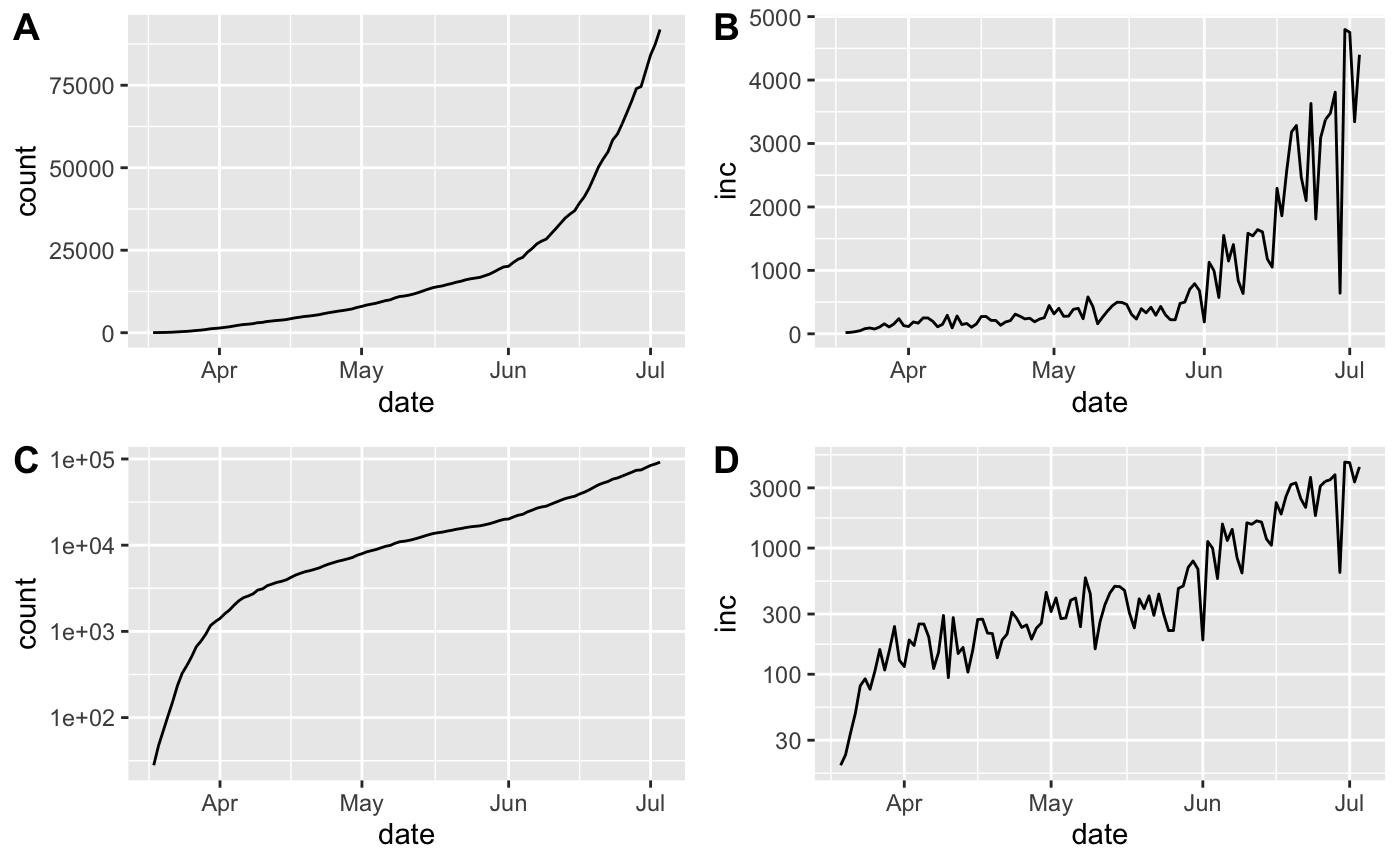 A
count
75000
50000
25000
0
Apr May Jun Jul
date
B
inc
5000
4000
3000
2000
1000
0
Apr May Jun Jul
date
C
count
1e+05
1e+04
1e+03
1e+02
Apr May Jun Jul
date
D
inc
3000
1000
300
100
30
Apr May Jun Jul
date